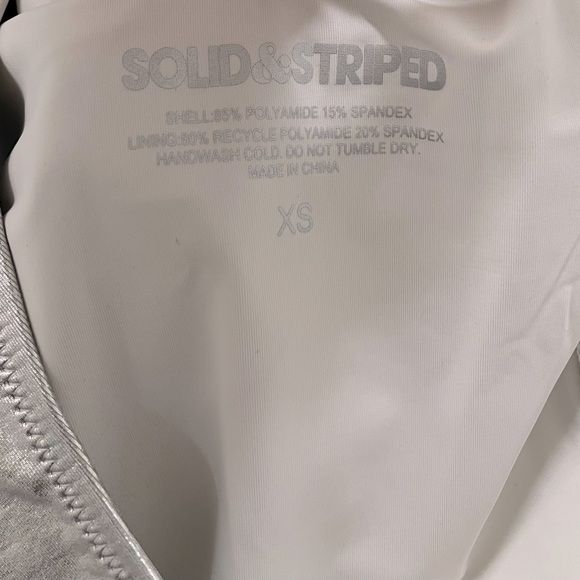 SOLID&STRIPED
SHELL:85% POLYAMIDE 15% SPANDEX
LINING:80% RECYCLE POLYAMIDE 20% SPANDEX
HANDWASH COLD. DO NOT TUMBLE DRY.
MADE IN CHINA
XS